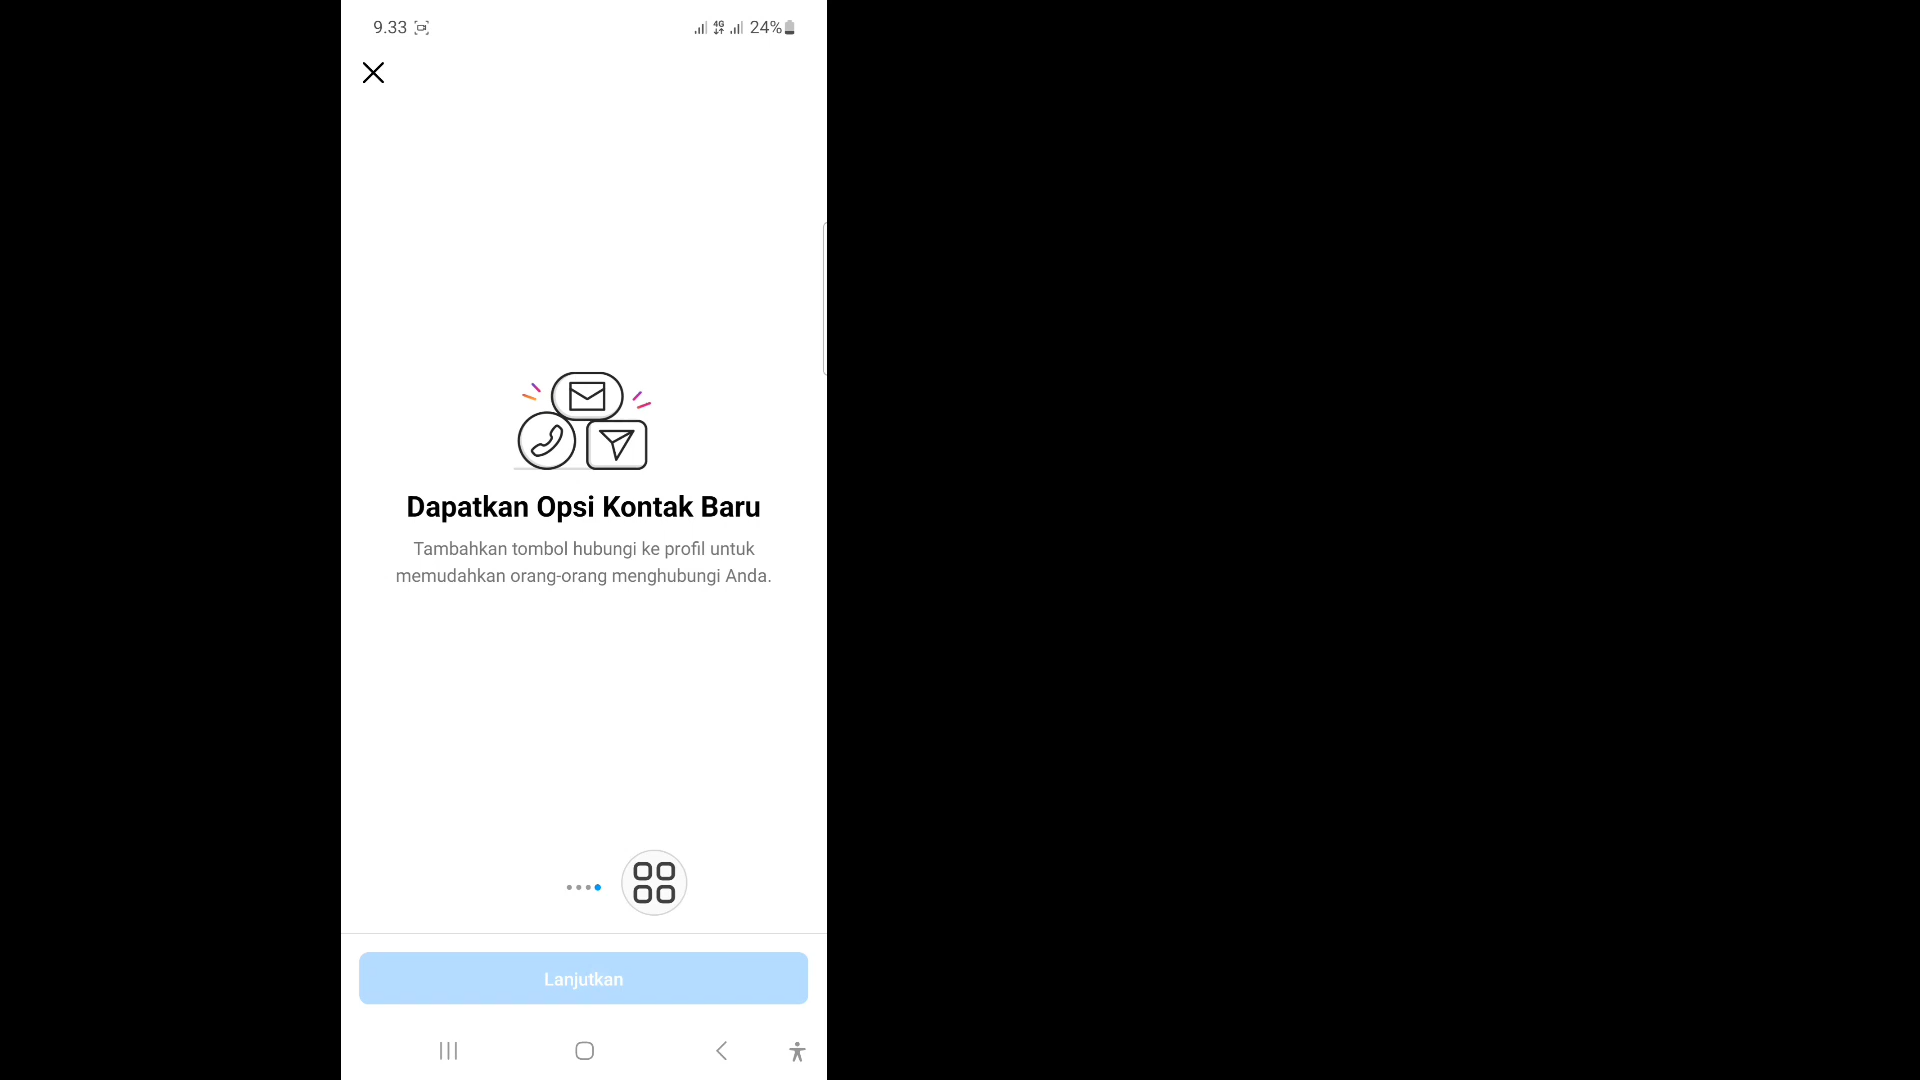 9.33
4G 24%
Dapatkan Opsi Kontak Baru
Tambahkan tombol hubungi ke profil untuk
memudahkan orang-orang menghubungi Anda.
Lanjutkan